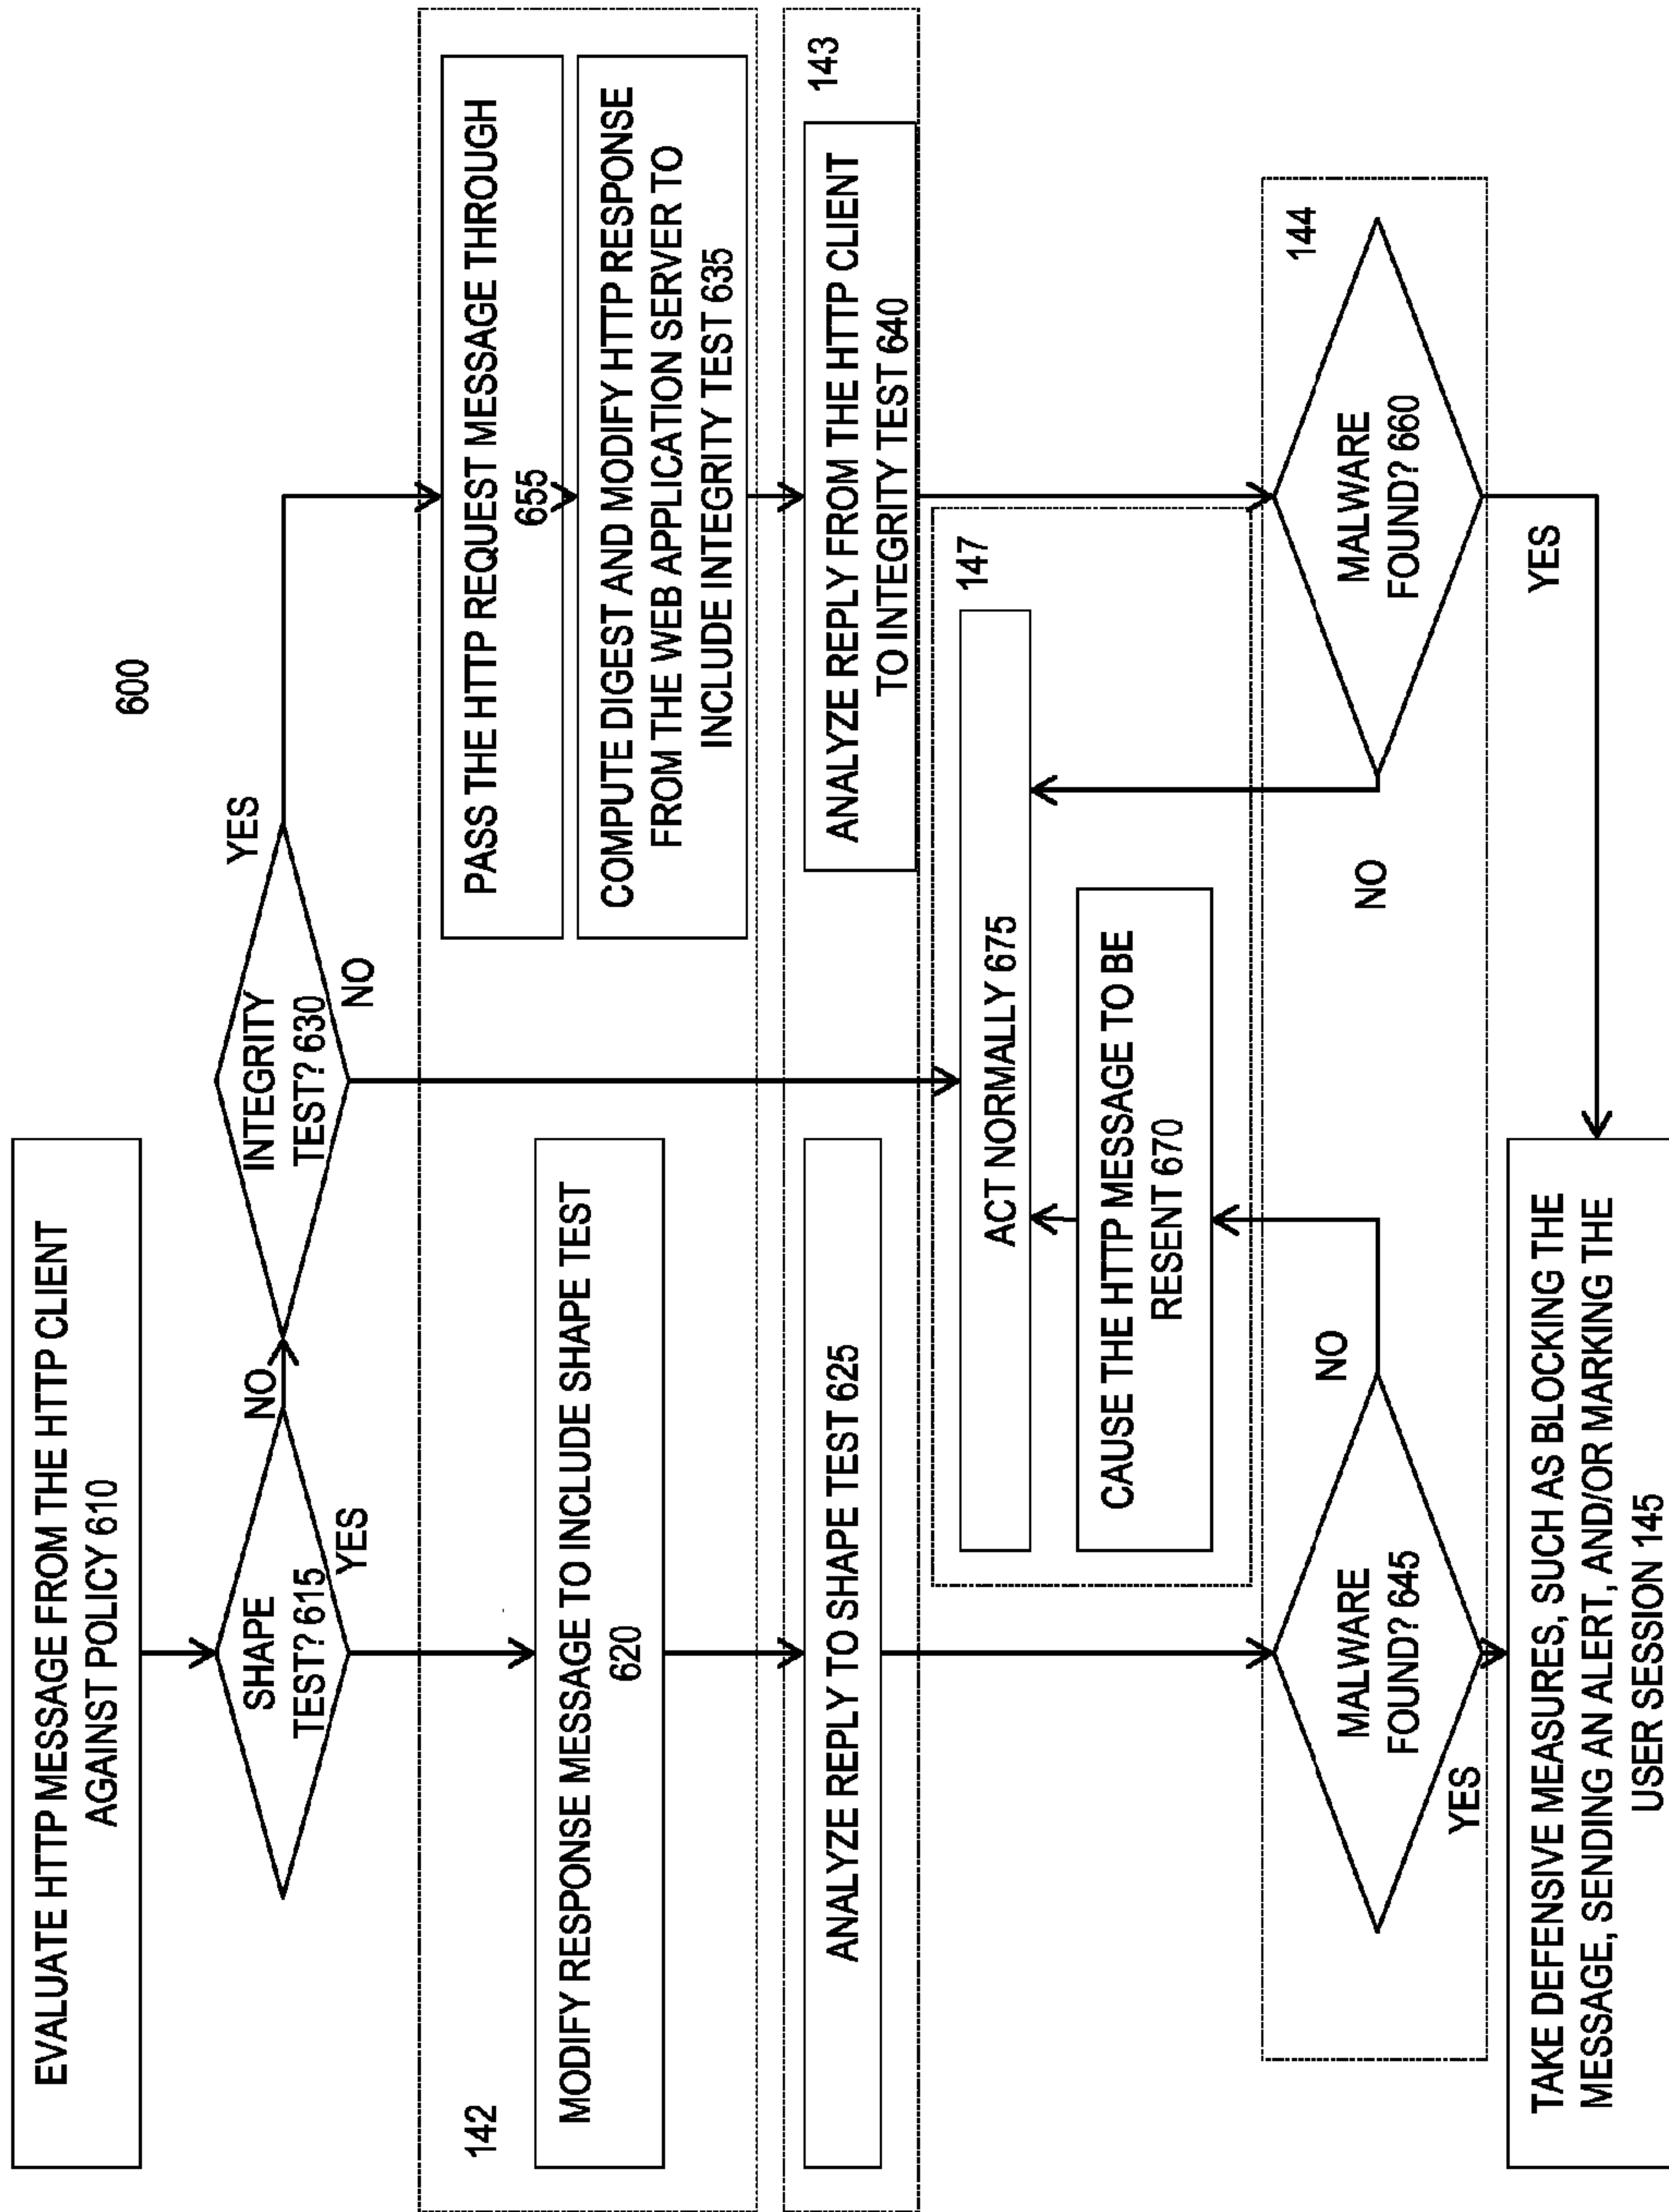 600
EVALUATE HTTP MESSAGE FROM THE HTTP CLIENT
AGAINST POLICY 610
SHAPE
TEST? 615
NO
YES
INTEGRITY
TEST? 630
YES
NO
142
MODIFY RESPONSE MESSAGE TO INCLUDE SHAPE TEST
620
PASS THE HTTP REQUEST MESSAGE THROUGH
655
COMPUTE DIGEST AND MODIFY HTTP RESPONSE
FROM THE WEB APPLICATION SERVER TO
INCLUDE INTEGRITY TEST 635
143
ANALYZE REPLY TO SHAPE TEST 625
ANALYZE REPLY FROM THE HTTP CLIENT
TO INTEGRITY TEST 640
147
ACT NORMALLY 675
CAUSE THE HTTP MESSAGE TO BE
RESENT 670
144
MALWARE
FOUND? 645
NO
YES
MALWARE
FOUND? 660
NO
YES
TAKE DEFENSIVE MEASURES, SUCH AS BLOCKING THE
MESSAGE, SENDING AN ALERT, AND/OR MARKING THE
USER SESSION 145